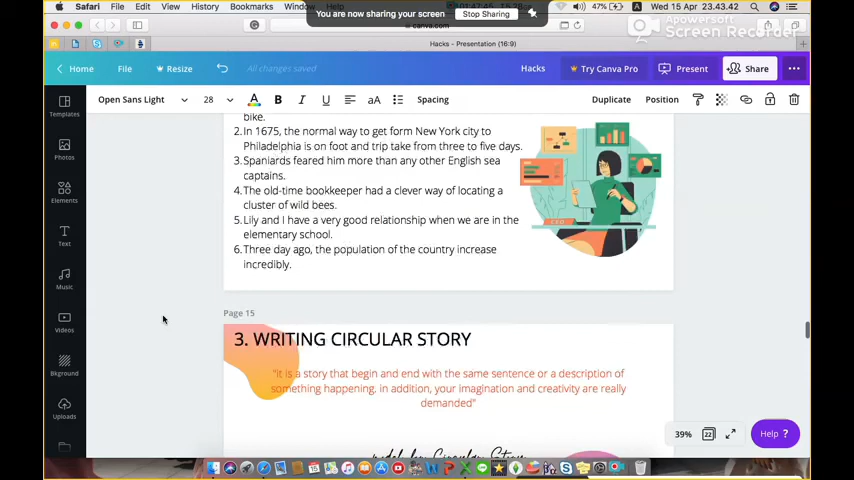 Safari File Edit View History Bookmarks Window
You are now sharing your screen Stop Sharing
47% Wed 15 Apr 23.43.42
Apowersoft
Screen Recorder
canva.com
Hacks - Presentation (16:9)
Home File Resize All changes saved Hacks Try Canva Pro Present Share
Open Sans Light 28 A B I U aA Spacing Duplicate Position
Templates
Photos
Elements
Text
Music
Videos
Bkground
Uploads
bike.
2. In 1675, the normal way to get form New York city to
Philadelphia is on foot and trip take from three to five days.
3. Spaniards feared him more than any other English sea
captains.
4. The old-time bookkeeper had a clever way of locating a
cluster of wild bees.
5. Lily and I have a very good relationship when we are in the
elementary school.
6. Three day ago, the population of the country increase
incredibly.
Page 15
3. WRITING CIRCULAR STORY
"it is a story that begin and end with the same sentence or a description of
something happening. in addition, your imagination and creativity are really
demanded"
39% 22 Help ?